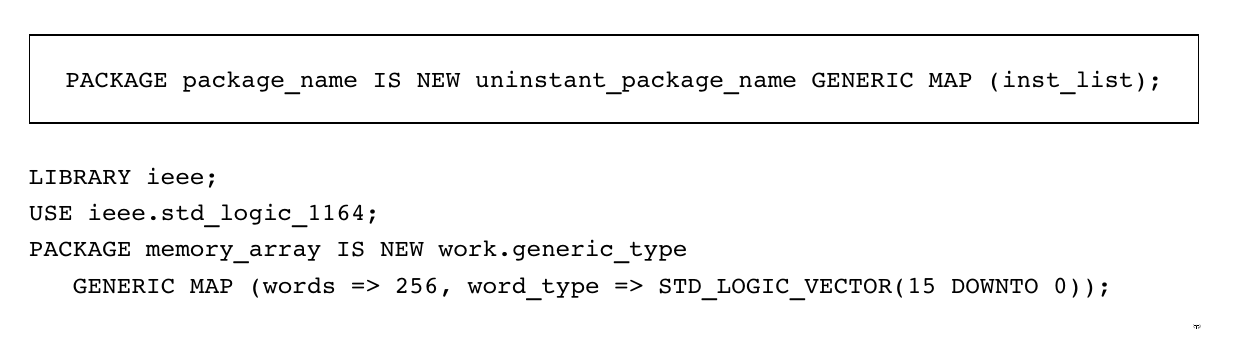 PACKAGE package_name IS NEW uninstant_package_name GENERIC MAP (inst_list);
LIBRARY ieee;
USE ieee.std_logic_1164;
PACKAGE memory_array IS NEW work.generic_type
GENERIC MAP (words => 256, word_type => STD_LOGIC_VECTOR(15 DOWNTO 0));